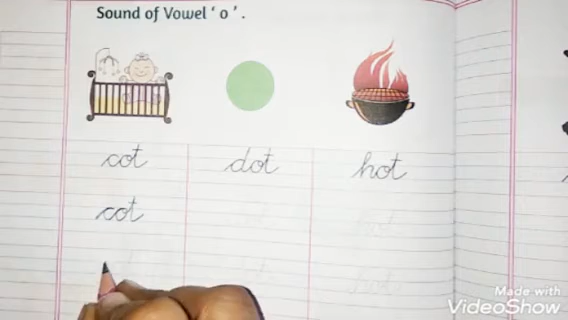 Sound of Vowel ‘ o ’ .
cot dot hot
cot
Made with
VideoShow